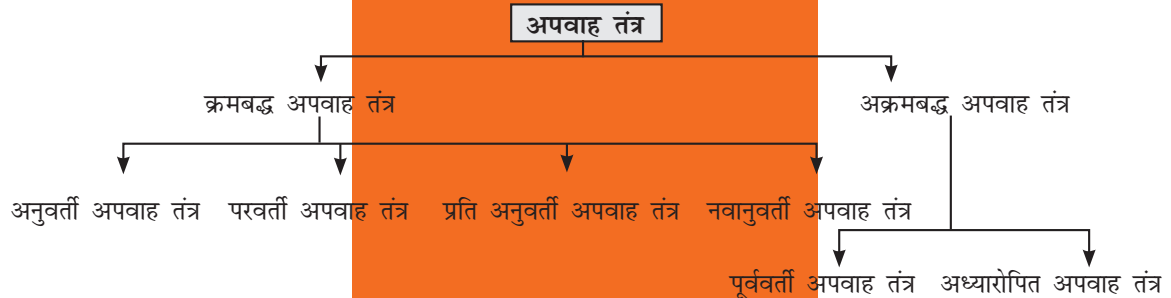 अपवाह तंत्र
क्रमबद्ध अपवाह तंत्र
अक्रमबद्ध अपवाह तंत्र
अनुवर्ती अपवाह तंत्र
परवर्ती अपवाह तंत्र
प्रति अनुवर्ती अपवाह तंत्र
नवानुवर्ती अपवाह तंत्र
पूर्ववर्ती अपवाह तंत्र
अध्यारोपित अपवाह तंत्र